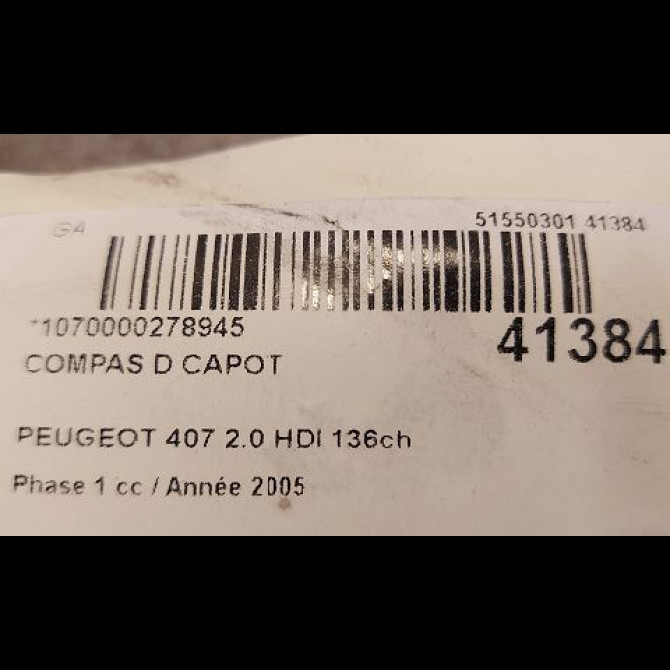 G4 51550301 41384
*1070000278945 41384
COMPAS D CAPOT
PEUGEOT 407 2.0 HDI 136ch
Phase 1 cc / Année 2005